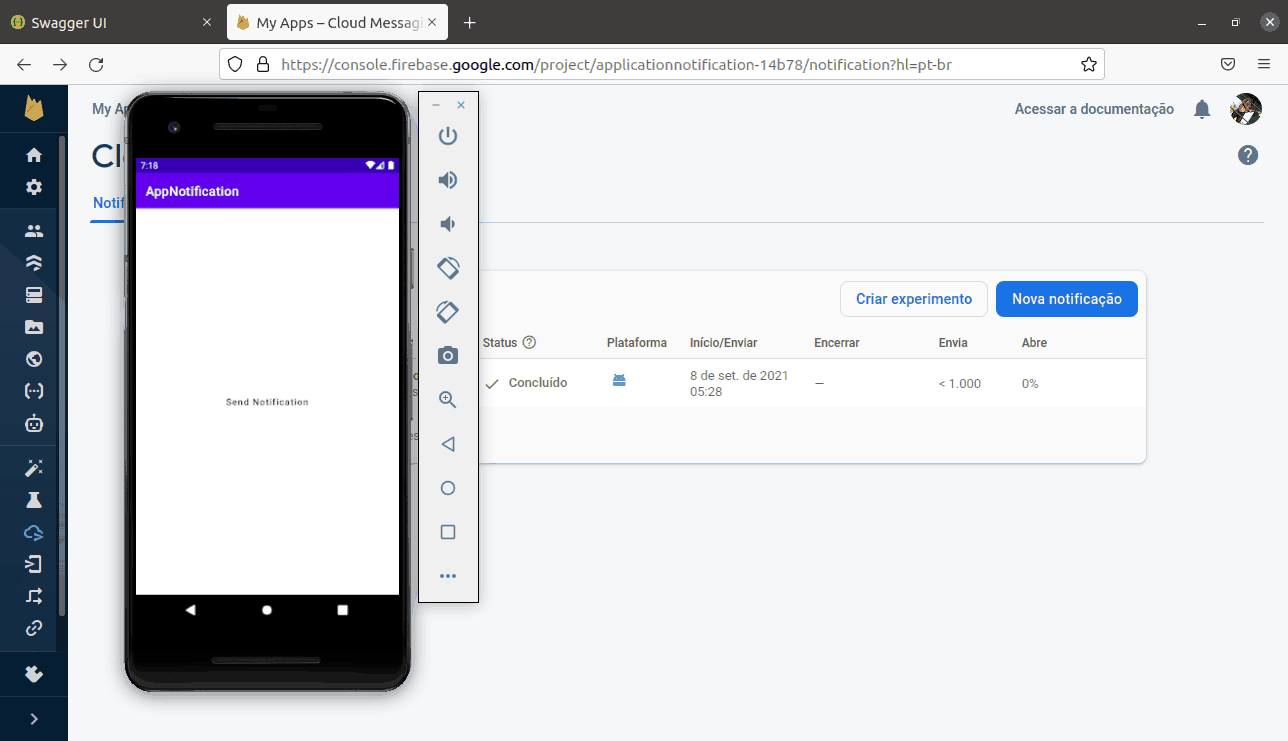 Swagger UI
My Apps – Cloud Messagi
https://console.firebase.google.com/project/applicationnotification-14b78/notification?hl=pt-br
My Ap
Acessar a documentação
Cl
Notif
7:18
AppNotification
Send Notification
Criar experimento
Nova notificação
Status
Plataforma
Início/Enviar
Encerrar
Envia
Abre
Concluído
8 de set. de 2021
05:28
–
< 1.000
0%